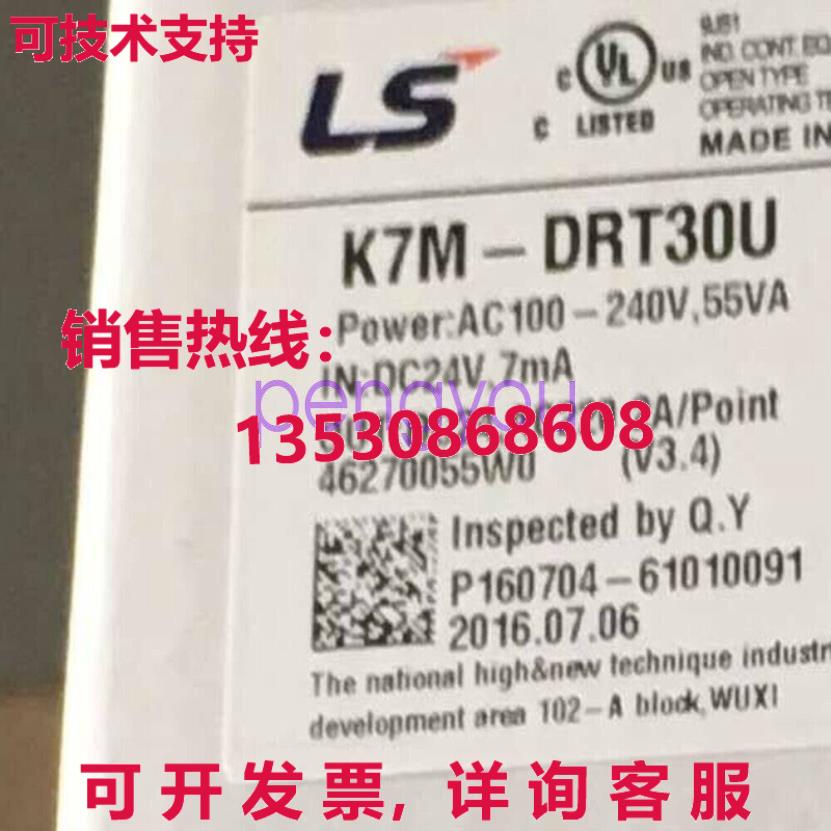 可技术支持
LS
C UL US
C LISTED
9J81
IND. CONT. EQ
OPEN TYPE
OPERATING TE
MADE IN
K7M-DRT30U
Power:AC100-240V,55VA
销售热线:
IN:DC24V,7mA
pengyou
A/Point
13530868608
46270055W0 (V3.4)
Inspected by Q.Y
P160704-61010091
2016.07.06
The national high&new technique industr
development area 102-A block,WUXI
可开发票,详询客服